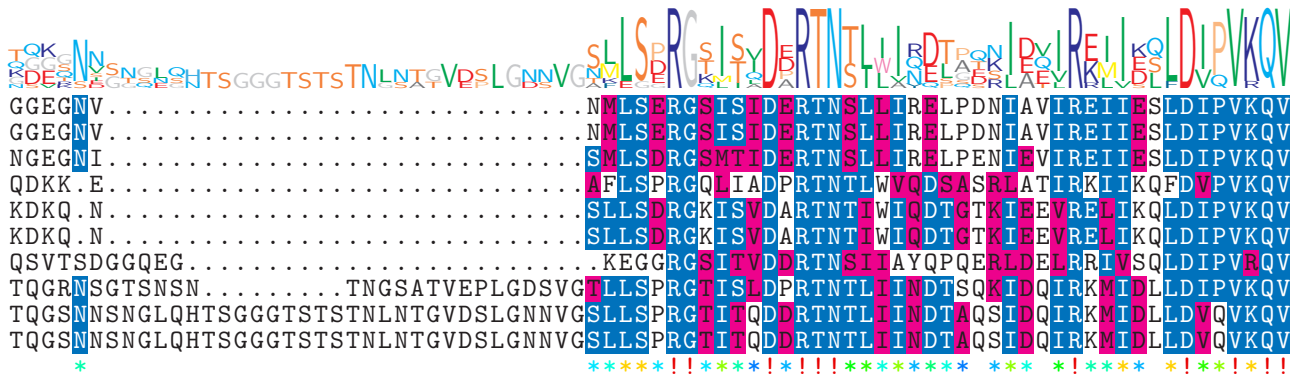 GGEGNV..............................NMLSERGSISIDERTNSLLIRELPDNIAVIREIIESLDIPVKQV
GGEGNV..............................NMLSERGSISIDERTNSLLIRELPDNIAVIREIIESLDIPVKQV
NGEGNI..............................SMLSDRGSMTIDERTNSLLIRELPENIEVIREIIESLDIPVKQV
QDKK.E..............................AFLSPRGQLIADPRTNTLWVQDSASRLATIRKIIKQFDVPVKQV
KDKQ.N..............................SLLSDRGKISVDARTNTIWIQDTGTKIEEVRELIKQLDIPVKQV
KDKQ.N..............................SLLSDRGKISVDARTNTIWIQDTGTKIEEVRELIKQLDIPVKQV
QSVTSDGGQEG..........................KEGGRGSITVDDRTNSIIAYQPQERLDELRRIVSQLDIPVRQV
TQGRNSGTSNSN.........TNGSATVEPLGDSVGTLLSPRGTISLDPRTNTLIINDTSQKIDQIRKMIDLLDIPVKQV
TQGSNNSNGLQHTSGGGTSTSTNLNTGVDSLGNNVGSLLSPRGTITQDDRTNTLIINDTAQSIDQIRKMIDLLDVQVKQV
TQGSNNSNGLQHTSGGGTSTSTNLNTGVDSLGNNVGSLLSPRGTITQDDRTNTLIINDTAQSIDQIRKMIDLLDVQVKQV
* *****!!****!*!!!******** *** *!**** *!**!*!!